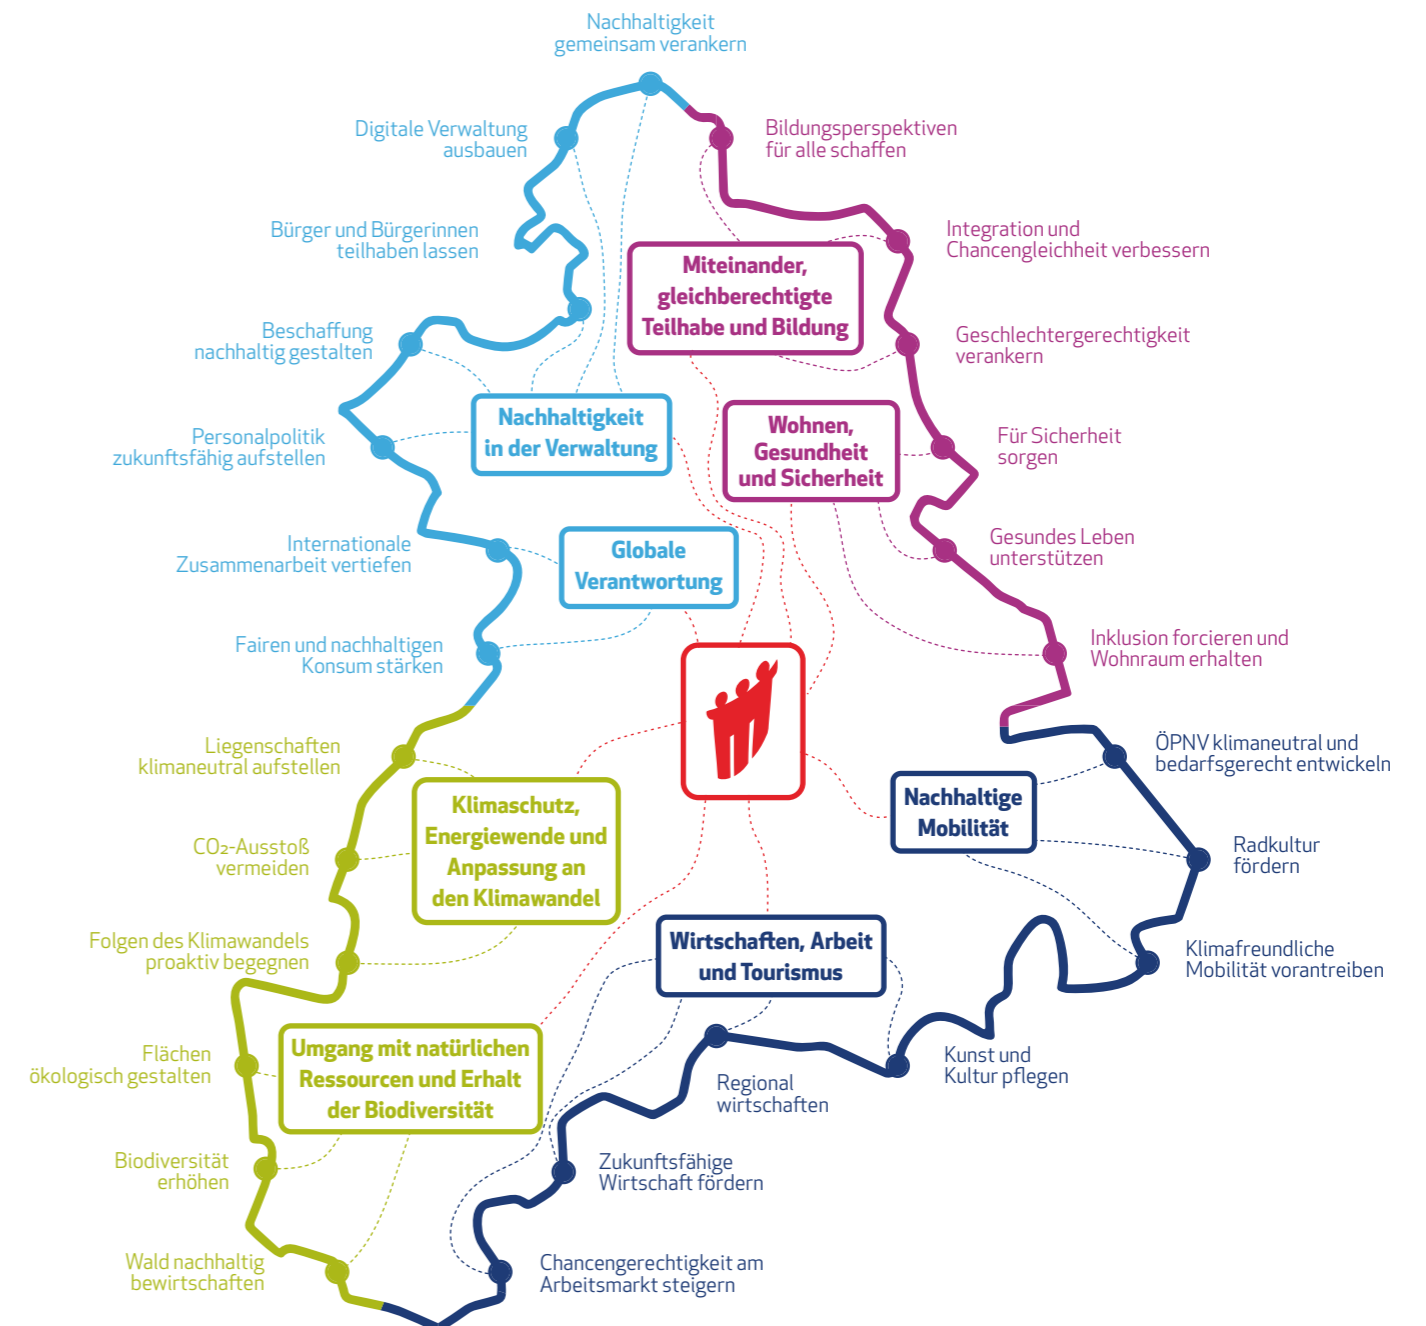 Nachhaltigkeit
gemeinsam verankern
Digitale Verwaltung
ausbauen
Bildungsperspektiven
für alle schaffen
Bürger und Bürgerinnen
teilhaben lassen
Integration und
Chancengleichheit verbessern
Miteinander,
gleichberechtigte
Teilhabe und Bildung
Beschaffung
nachhaltig gestalten
Geschlechtergerechtigkeit
verankern
Nachhaltigkeit
in der Verwaltung
Wohnen,
Gesundheit
und Sicherheit
Personalpolitik
zukunftsfähig aufstellen
Für Sicherheit
sorgen
Internationale
Zusammenarbeit vertiefen
Globale
Verantwortung
Gesundes Leben
unterstützen
Fairen und nachhaltigen
Konsum stärken
Inklusion forcieren und
Wohnraum erhalten
Liegenschaften
klimaneutral aufstellen
ÖPNV klimaneutral und
bedarfsgerecht entwickeln
Klimaschutz,
Energiewende und
Anpassung an
den Klimawandel
Nachhaltige
Mobilität
CO2-Ausstoß
vermeiden
Radkultur
fördern
Folgen des Klimawandels
proaktiv begegnen
Wirtschaften, Arbeit
und Tourismus
Klimafreundliche
Mobilität vorantreiben
Flächen
ökologisch gestalten
Umgang mit natürlichen
Ressourcen und Erhalt
der Biodiversität
Kunst und
Kultur pflegen
Regional
wirtschaften
Biodiversität
erhöhen
Zukunftsfähige
Wirtschaft fördern
Wald nachhaltig
bewirtschaften
Chancengerechtigkeit am
Arbeitsmarkt steigern